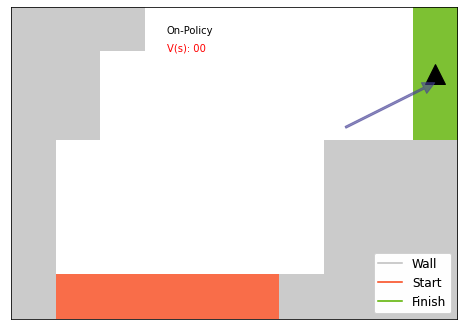 On-Policy
V(s): 00
Wall
Start
Finish